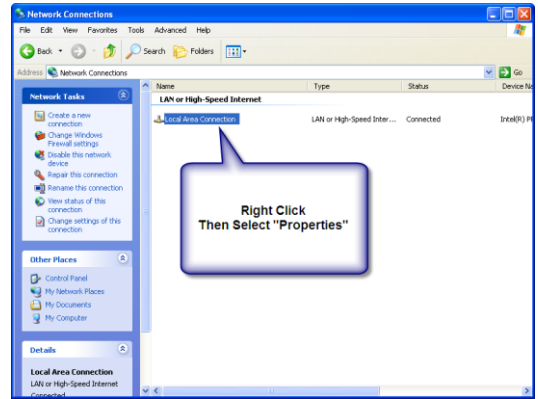 Network Connections
File Edit View Favorites Tools Advanced Help
Back Search Folders
Address Network Connections Go
Name Type Status Device Na
LAN or High-Speed Internet
Local Area Connection LAN or High-Speed Inter... Connected Intel(R) P
Network Tasks
Create a new
connection
Change Windows
Firewall settings
Disable this network
device
Repair this connection
Rename this connection
View status of this
connection
Change settings of this
connection
Other Places
Control Panel
My Network Places
My Documents
My Computer
Details
Local Area Connection
LAN or High-Speed Internet
Connected
Right Click
Then Select "Properties"